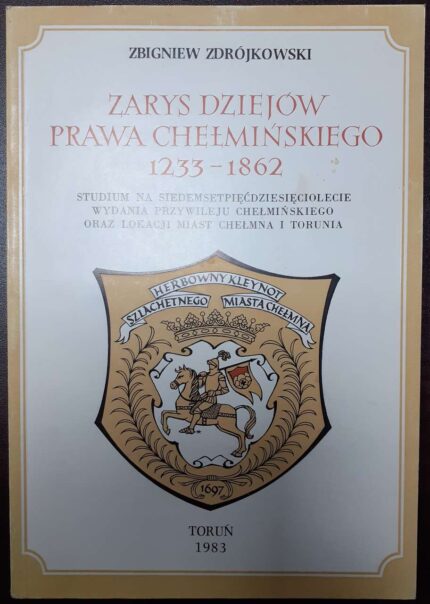 ZBIGNIEW ZDRÓJKOWSKI
ZARYS DZIEJÓW
PRAWA CHEŁMIŃSKIEGO
1233–1862
STUDIUM NA SIEDEMSETPIĘĆDZIESIĘCIOLECIE
WYDANIA PRZYWILEJU CHEŁMIŃSKIEGO
ORAZ LOKACJI MIAST CHEŁMNA I TORUNIA
HERBOWNY KLEYNOT
SZLACHETNEGO MIASTA CHEŁMNA
1697
TORUŃ
1983